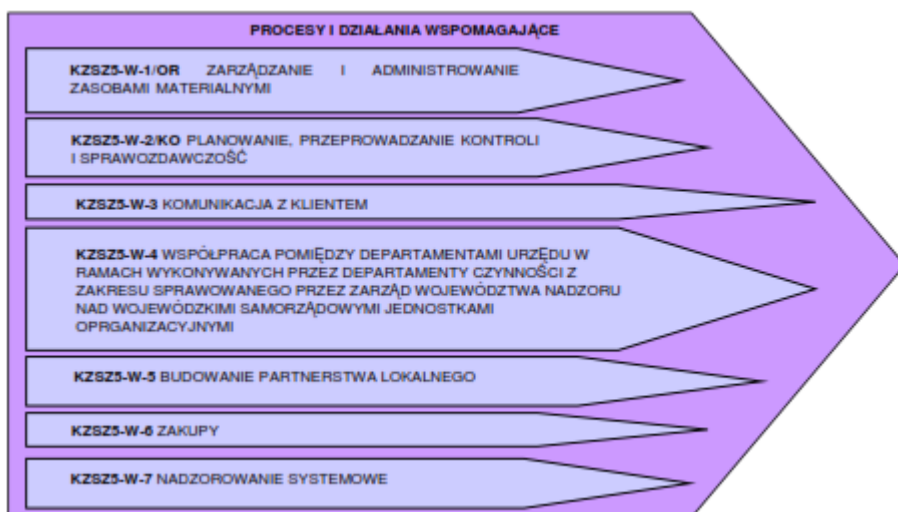 PROCESY I DZIAŁANIA WSPOMAGAJĄCE
KZSZ5-W-1/OR ZARZĄDZANIE I ADMINISTROWANIE
ZASOBAMI MATERIALNYMI
KZSZ5-W-2/KO PLANOWANIE, PRZEPROWADZANIE KONTROLI
I SPRAWOZDAWCZOŚĆ
KZSZ5-W-3 KOMUNIKACJA Z KLIENTEM
KZSZ5-W-4 WSPÓŁPRACA POMIĘDZY DEPARTAMENTAMI URZĘDU W
RAMACH WYKONYWANYCH PRZEZ DEPARTAMENTY CZYNNOŚCI Z
ZAKRESU SPRAWOWANEGO PRZEZ ZARZĄD WOJEWÓDZTWA NADZORU
NAD WOJEWÓDZKIMI SAMORZĄDOWYMI JEDNOSTKAMI
OPRGANIZACYJNYMI
KZSZ5-W-5 BUDOWANIE PARTNERSTWA LOKALNEGO
KZSZ5-W-6 ZAKUPY
KZSZ5-W-7 NADZOROWANIE SYSTEMOWE